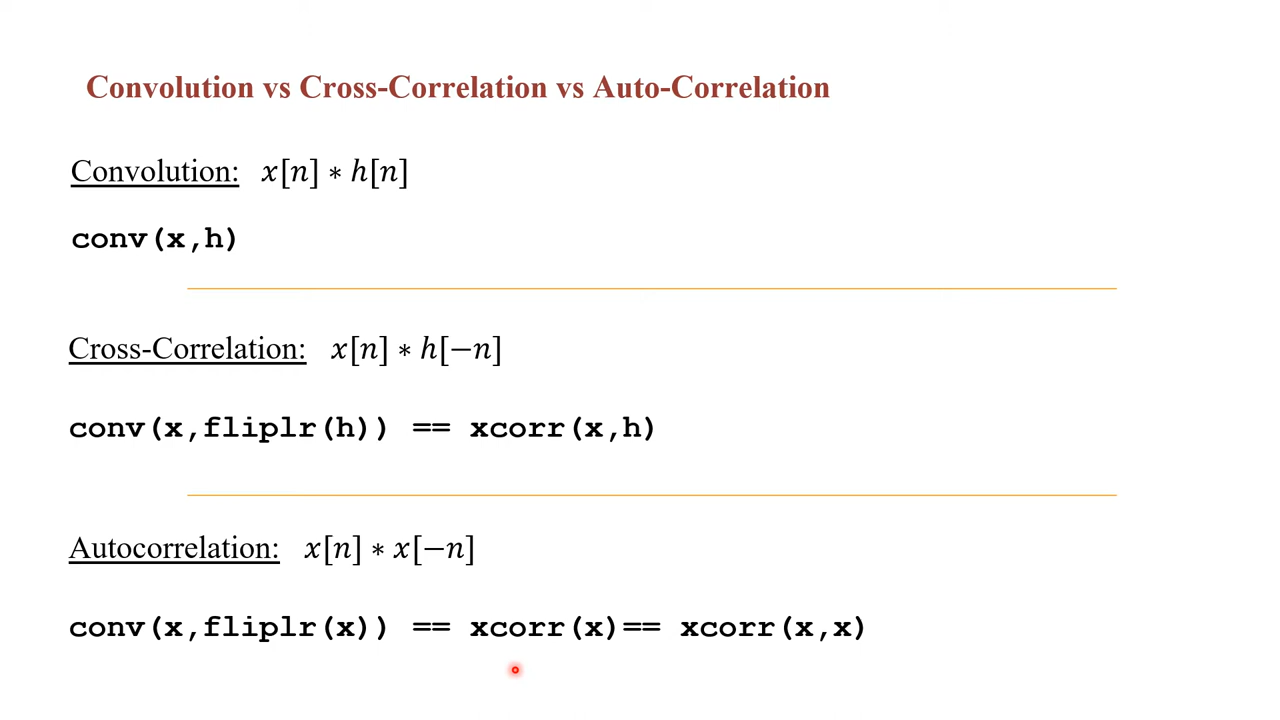 Convolution vs Cross-Correlation vs Auto-Correlation
Convolution: 𝑥[𝑛] ∗ ℎ[𝑛]
conv(x,h)
Cross-Correlation: 𝑥[𝑛] ∗ ℎ[−𝑛]
conv(x,fliplr(h)) == xcorr(x,h)
Autocorrelation: 𝑥[𝑛] ∗ 𝑥[−𝑛]
conv(x,fliplr(x)) == xcorr(x)== xcorr(x,x)